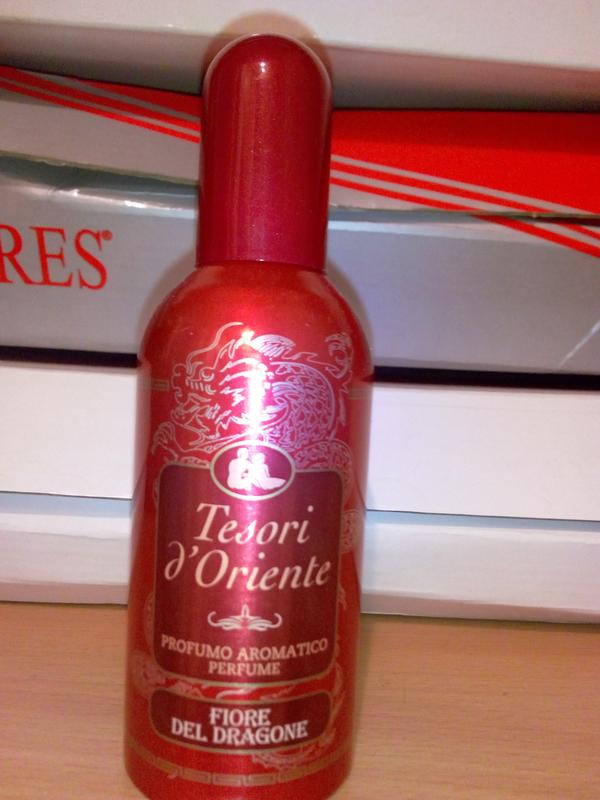 RES®
Tesori
d'Oriente
PROFUMO AROMATICO
PERFUME
FIORE
DEL DRAGONE